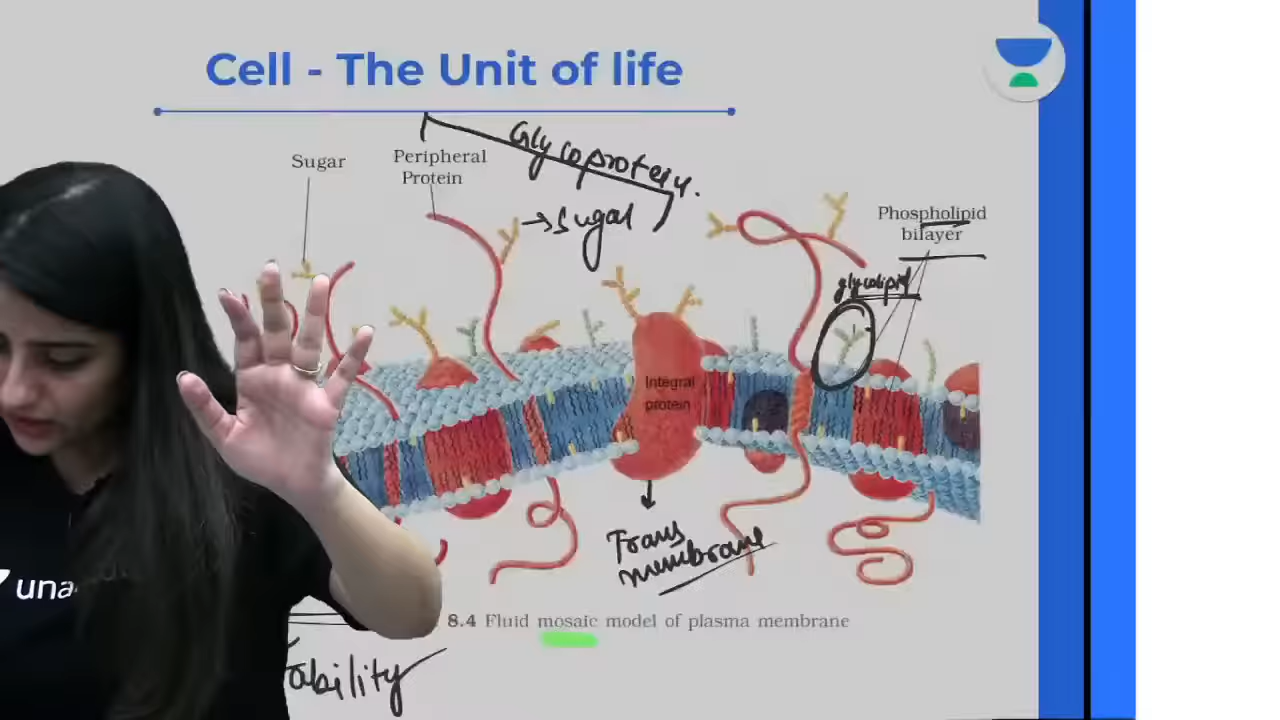 Cell - The Unit of life
Glycoprotein.
Sugar
Peripheral
Protein
→ Sugar
Phospholipid
bilayer
glycolipid
Integral
protein
Trans
membrane
una
8.4 Fluid mosaic model of plasma membrane
ability